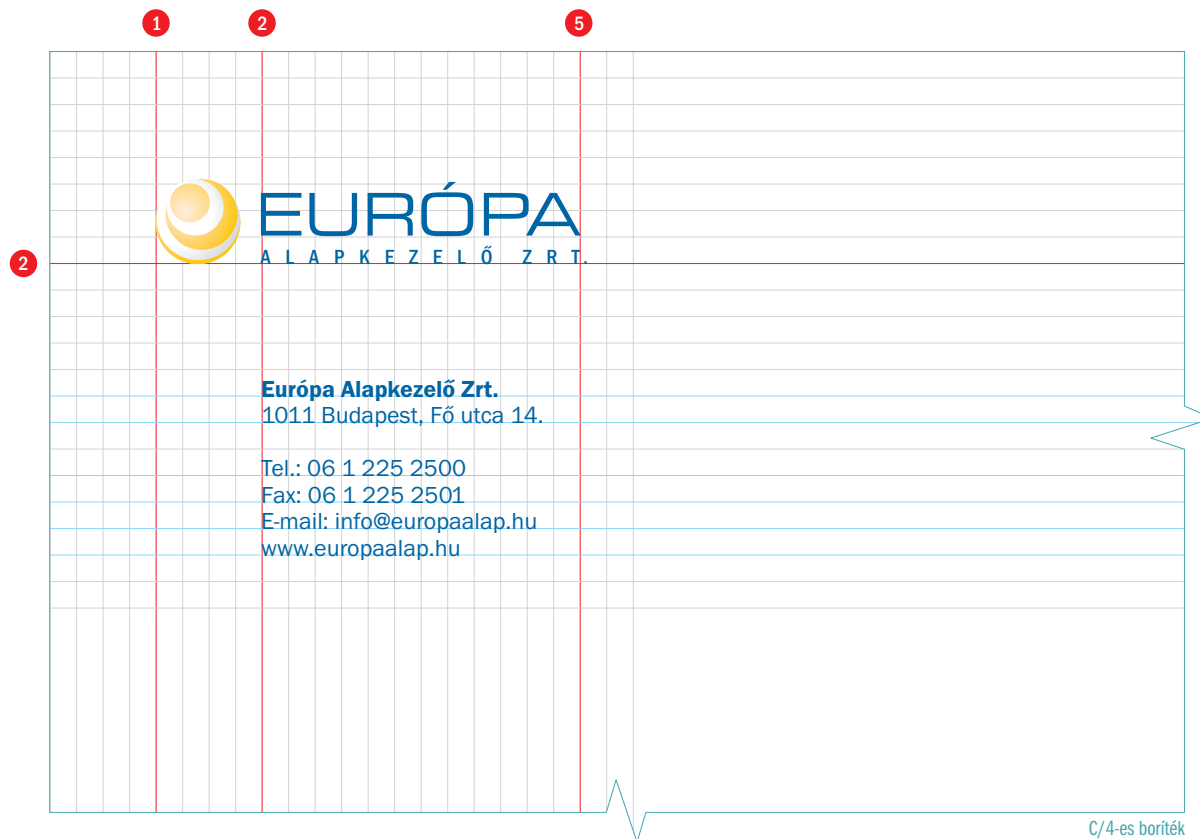 1 2 5
EURÓPA
ALAPKEZELŐ ZRT.
2
Európa Alapkezelő Zrt.
1011 Budapest, Fő utca 14.
Tel.: 06 1 225 2500
Fax: 06 1 225 2501
E-mail: info@europaalap.hu
www.europaalap.hu
C/4-es boríték